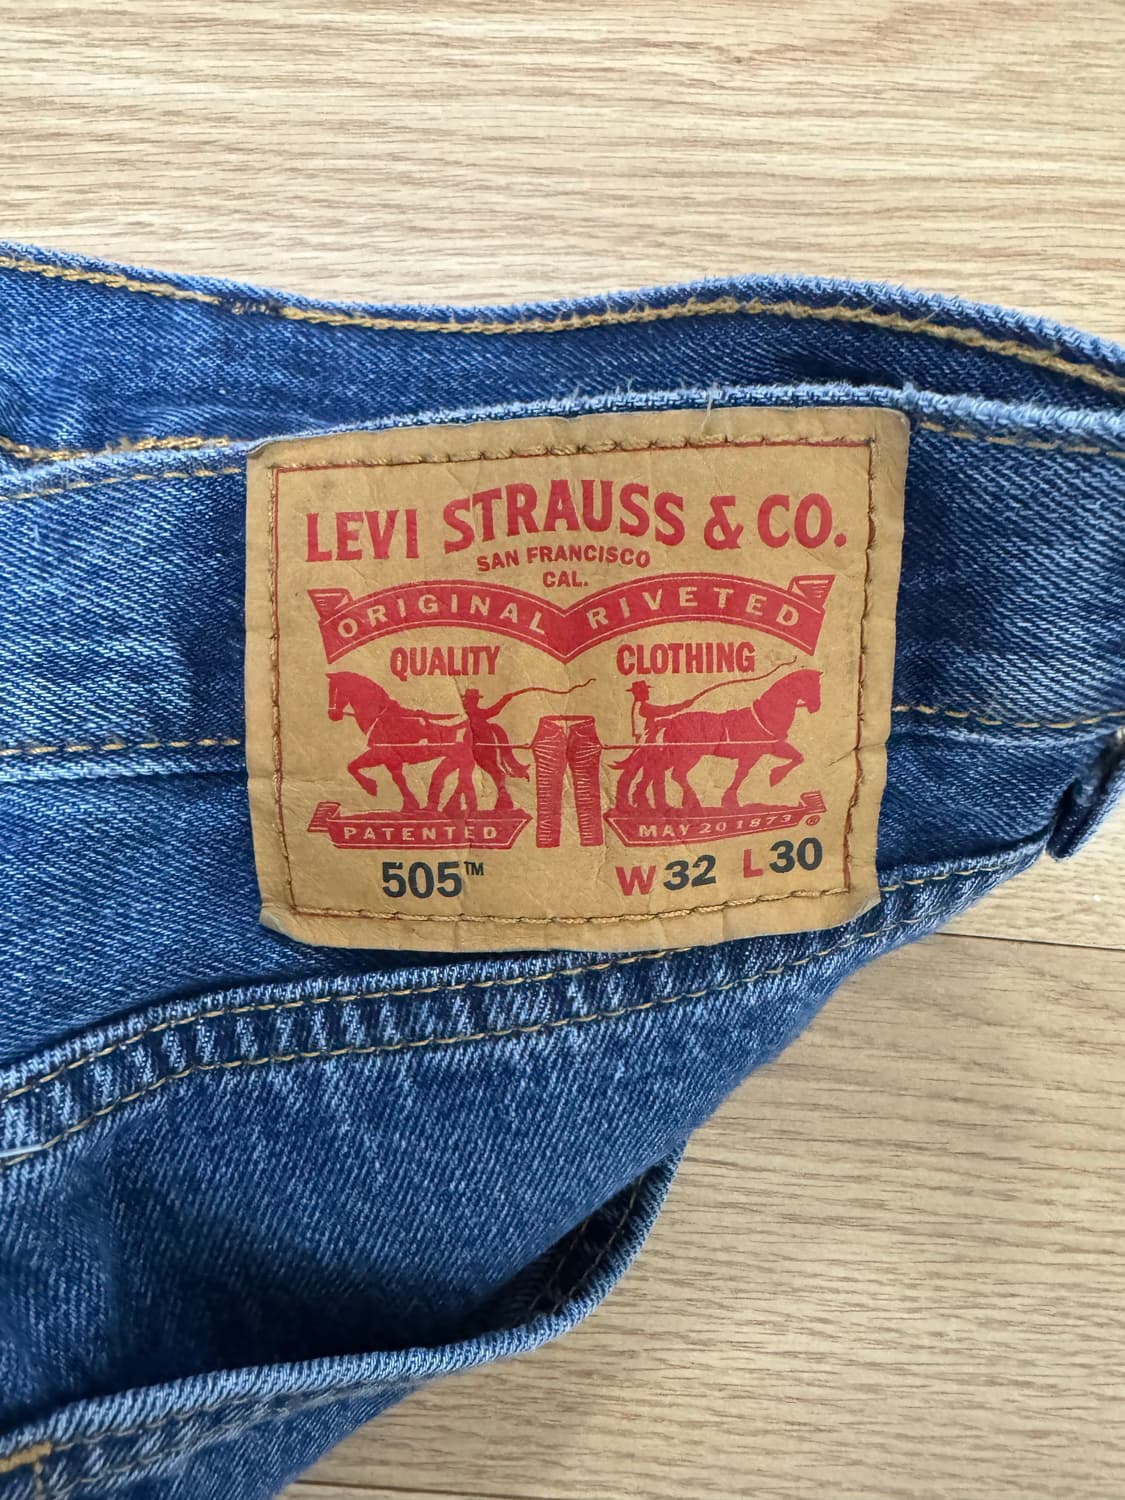 LEVI STRAUSS & CO.
SAN FRANCISCO
CAL.
ORIGINAL RIVETED
QUALITY CLOTHING
PATENTED MAY 20 1873 ®
505™ W32 L30